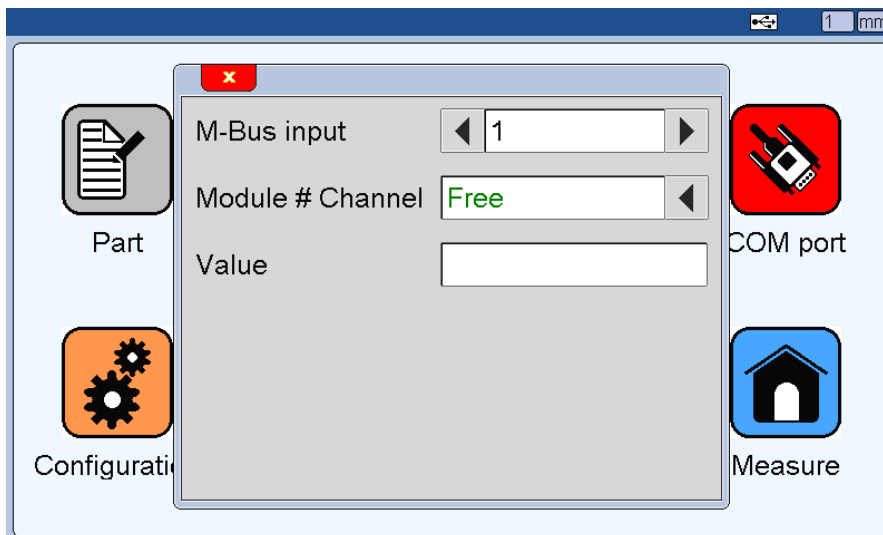 1 mm
x
M-Bus input 1
Module # Channel Free
Value
Part
COM port
Configurati
Measure